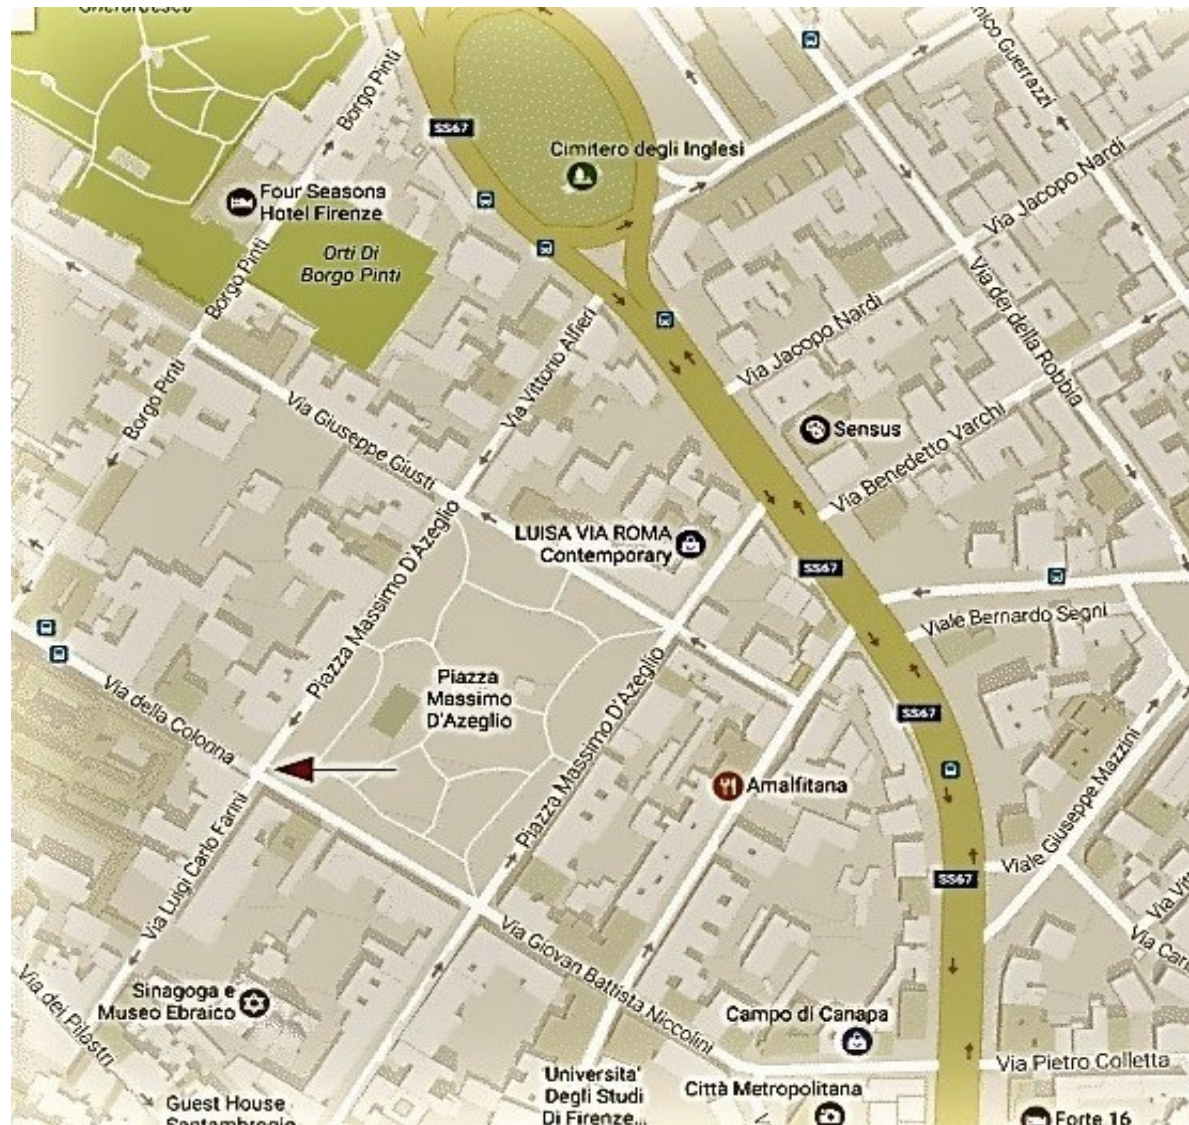 Gherardesca
Borgo Pinti
SS67
Cimitero degli Inglesi
Guerrazzi
Via Jacopo Nardi
Four Seasons
Hotel Firenze
Orti Di
Borgo Pinti
Borgo Pinti
Via Jacopo Nardi
Via dei della Robbia
Via Vittorio Alfieri
Borgo Pinti
Via Giuseppe Giusti
Sensus
Via Benedetto Varchi
LUISA VIA ROMA
Contemporary
SS67
Piazza Massimo D'Azeglio
Viale Bernardo Segni
Piazza
Massimo
D'Azeglio
Piazza Massimo D'Azeglio
SS67
Via della Colonna
Amalfitana
Viale Giuseppe Mazzini
Via Luigi Carlo Farini
SS67
Via Giovan Battista Niccolini
Sinagoga e
Museo Ebraico
Via dei Pilastri
Campo di Canapa
Via Pietro Colletta
Universita'
Degli Studi
Di Firenze...
Città Metropolitana
Guest House
Santambrogio
Forte 16